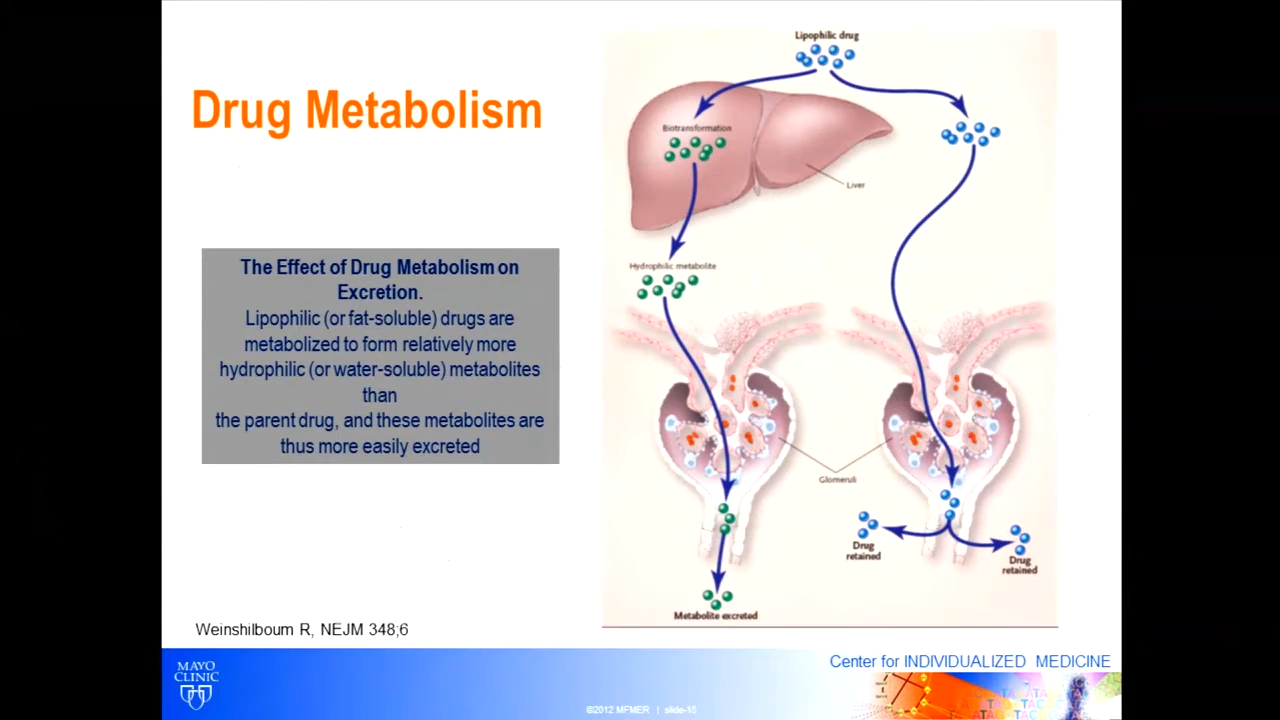 Drug Metabolism
The Effect of Drug Metabolism on
Excretion.
Lipophilic (or fat-soluble) drugs are
metabolized to form relatively more
hydrophilic (or water-soluble) metabolites
than
the parent drug, and these metabolites are
thus more easily excreted
Lipophilic drug
Biotransformation
Liver
Hydrophilic metabolite
Glomeruli
Drug
retained
Drug
retained
Metabolite excreted
Weinshilboum R, NEJM 348;6
MAYO
CLINIC
Center for INDIVIDUALIZED MEDICINE
©2012 MFMER | slide-15